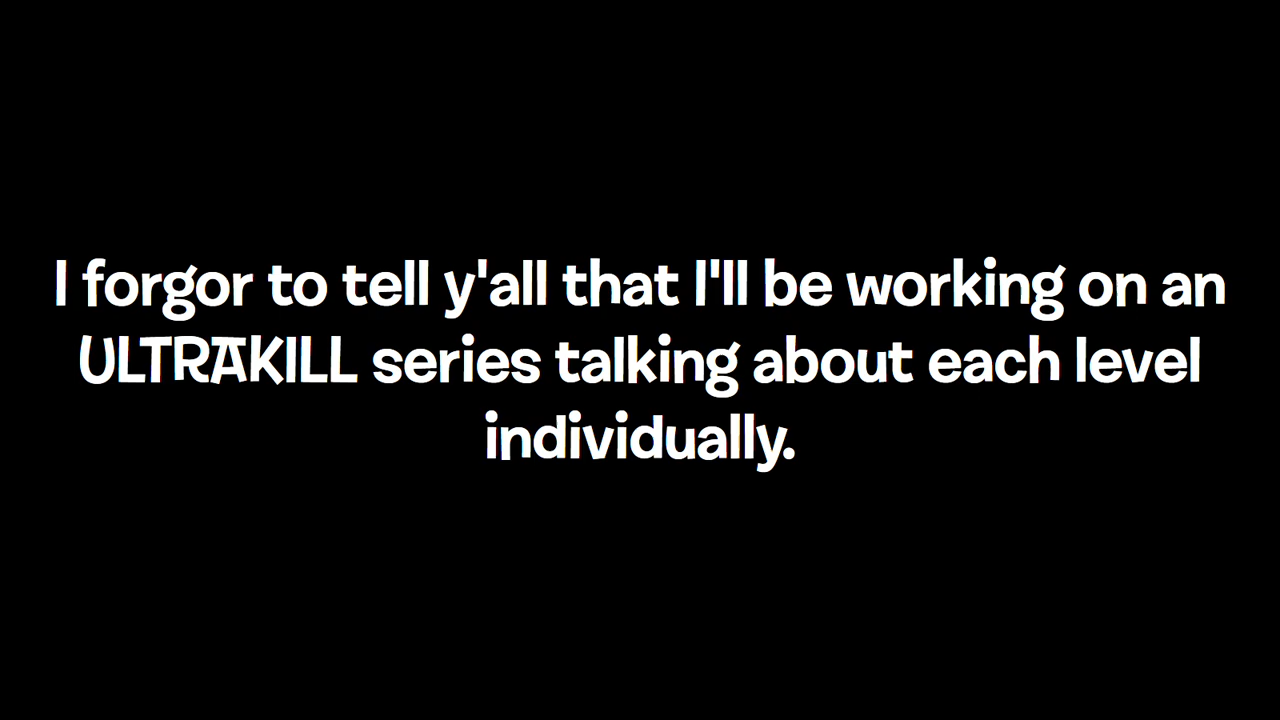 I forgor to tell y'all that I'll be working on an
ULTRAKILL series talking about each level
individually.